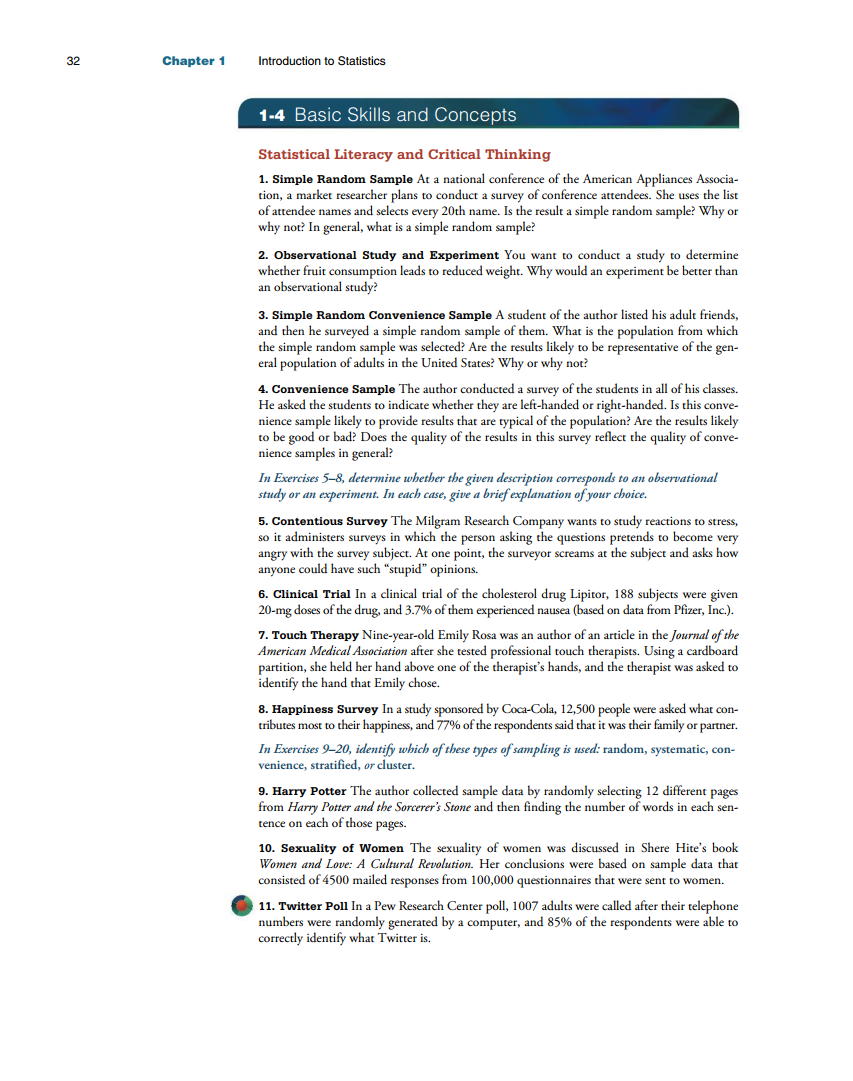 32 Chapter 1 Introduction to Statistics
1-4 Basic Skills and Concepts
Statistical Literacy and Critical Thinking
1. Simple Random Sample At a national conference of the American Appliances Associa-
tion, a market researcher plans to conduct a survey of conference attendees. She uses the list
of attendee names and selects every 20th name. Is the result a simple random sample? Why or
why not? In general, what is a simple random sample?
2. Observational Study and Experiment You want to conduct a study to determine
whether fruit consumption leads to reduced weight. Why would an experiment be better than
an observational study?
3. Simple Random Convenience Sample A student of the author listed his adult friends,
and then he surveyed a simple random sample of them. What is the population from which
the simple random sample was selected? Are the results likely to be representative of the gen-
eral population of adults in the United States? Why or why not?
4. Convenience Sample The author conducted a survey of the students in all of his classes.
He asked the students to indicate whether they are left-handed or right-handed. Is this conve-
nience sample likely to provide results that are typical of the population? Are the results likely
to be good or bad? Does the quality of the results in this survey reflect the quality of conve-
nience samples in general?
In Exercises 5–8, determine whether the given description corresponds to an observational
study or an experiment. In each case, give a brief explanation of your choice.
5. Contentious Survey The Milgram Research Company wants to study reactions to stress,
so it administers surveys in which the person asking the questions pretends to become very
angry with the survey subject. At one point, the surveyor screams at the subject and asks how
anyone could have such “stupid” opinions.
6. Clinical Trial In a clinical trial of the cholesterol drug Lipitor, 188 subjects were given
20-mg doses of the drug, and 3.7% of them experienced nausea (based on data from Pfizer, Inc.).
7. Touch Therapy Nine-year-old Emily Rosa was an author of an article in the Journal of the
American Medical Association after she tested professional touch therapists. Using a cardboard
partition, she held her hand above one of the therapist’s hands, and the therapist was asked to
identify the hand that Emily chose.
8. Happiness Survey In a study sponsored by Coca-Cola, 12,500 people were asked what con-
tributes most to their happiness, and 77% of the respondents said that it was their family or partner.
In Exercises 9–20, identify which of these types of sampling is used: random, systematic, con-
venience, stratified, or cluster.
9. Harry Potter The author collected sample data by randomly selecting 12 different pages
from Harry Potter and the Sorcerer’s Stone and then finding the number of words in each sen-
tence on each of those pages.
10. Sexuality of Women The sexuality of women was discussed in Shere Hite’s book
Women and Love: A Cultural Revolution. Her conclusions were based on sample data that
consisted of 4500 mailed responses from 100,000 questionnaires that were sent to women.
11. Twitter Poll In a Pew Research Center poll, 1007 adults were called after their telephone
numbers were randomly generated by a computer, and 85% of the respondents were able to
correctly identify what Twitter is.